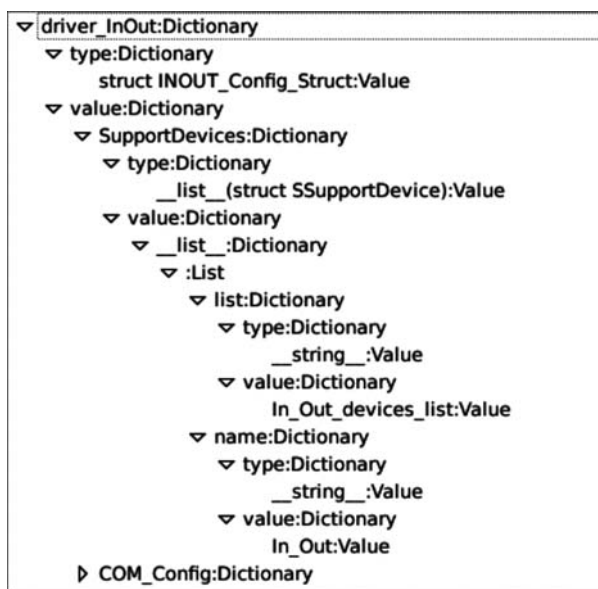 driver_InOut:Dictionary
type:Dictionary
struct INOUT_Config_Struct:Value
value:Dictionary
SupportDevices:Dictionary
type:Dictionary
__list__(struct SSupportDevice):Value
value:Dictionary
__list__:Dictionary
:List
list:Dictionary
type:Dictionary
__string__:Value
value:Dictionary
In_Out_devices_list:Value
name:Dictionary
type:Dictionary
__string__:Value
value:Dictionary
In_Out:Value
COM_Config:Dictionary